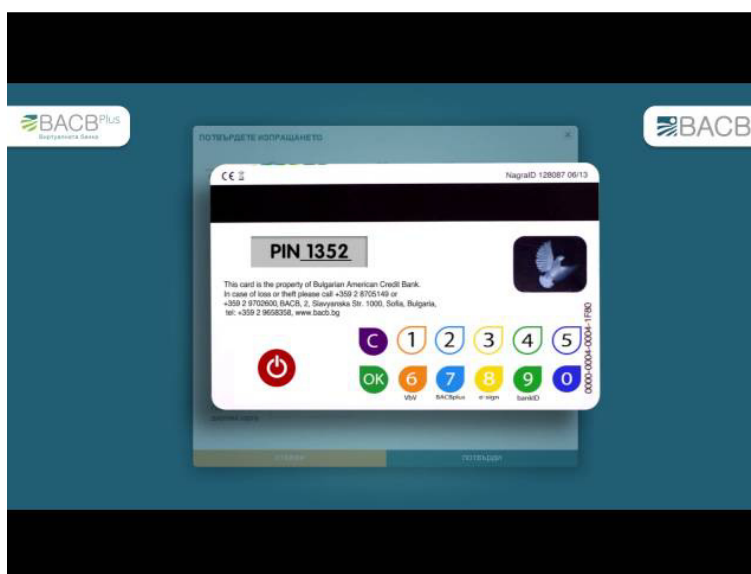 BACB Plus
Виртуалната банка
BACB
ПОТВЪРДЕТЕ ИЗПРАЩАНЕТО
×
CE
NagraID 128087 06/13
PIN 1352
This card is the property of Bulgarian American Credit Bank.
In case of loss or theft please call +359 2 8705149 or
+359 2 9702600, BACB, 2, Slavyanska Str. 1000, Sofia, Bulgaria,
tel: +359 2 9658358, www.bacb.bg
C 1 2 3 4 5
OK 6 7 8 9 0
VbV BACBplus e-sign bankID
0000-0004-0004-1F80
ПОТВЪРДИ